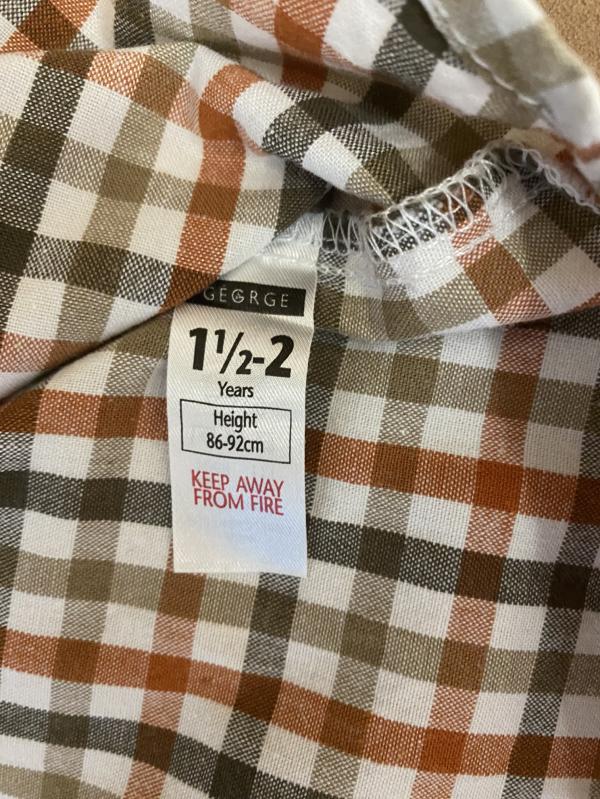 GEORGE
1½-2
Years
Height
86-92cm
KEEP AWAY
FROM FIRE